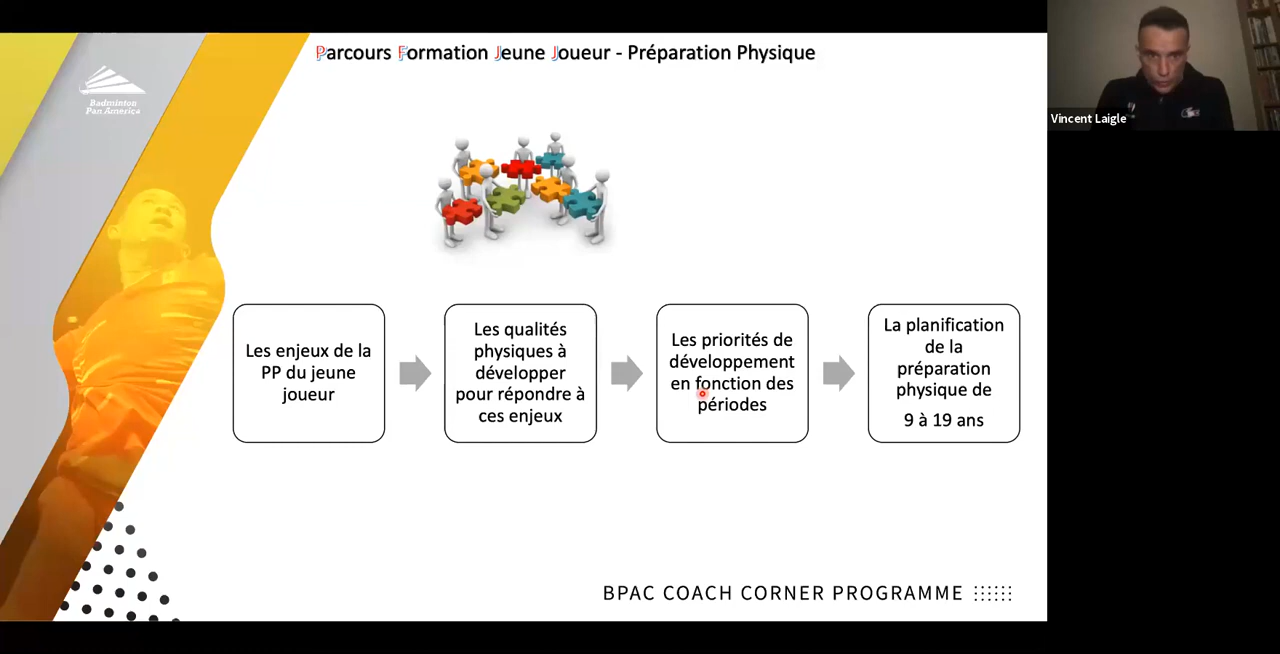 Parcours Formation Jeune Joueur - Préparation Physique
Badminton
Pan America
Vincent Laigle
Les enjeux de la
PP du jeune
joueur
Les qualités
physiques à
développer
pour répondre à
ces enjeux
Les priorités de
développement
en fonction des
périodes
La planification
de la
préparation
physique de
9 à 19 ans
BPAC COACH CORNER PROGRAMME